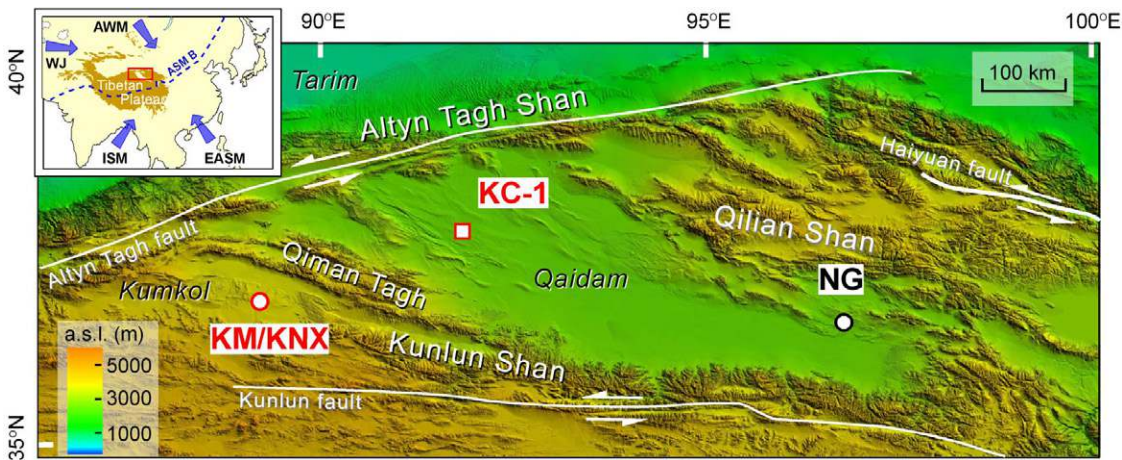 90°E
95°E
100°E
40°N
35°N
AWM
WJ
ASM B
Tibetan
Plateau
ISM
EASM
Tarim
Altyn Tagh Shan
100 km
Haiyuan fault
KC-1
Qilian Shan
Altyn Tagh fault
Qiman Tagh
Qaidam
NG
Kumkol
KM/KNX
Kunlun Shan
Kunlun fault
a.s.l. (m)
5000
3000
1000